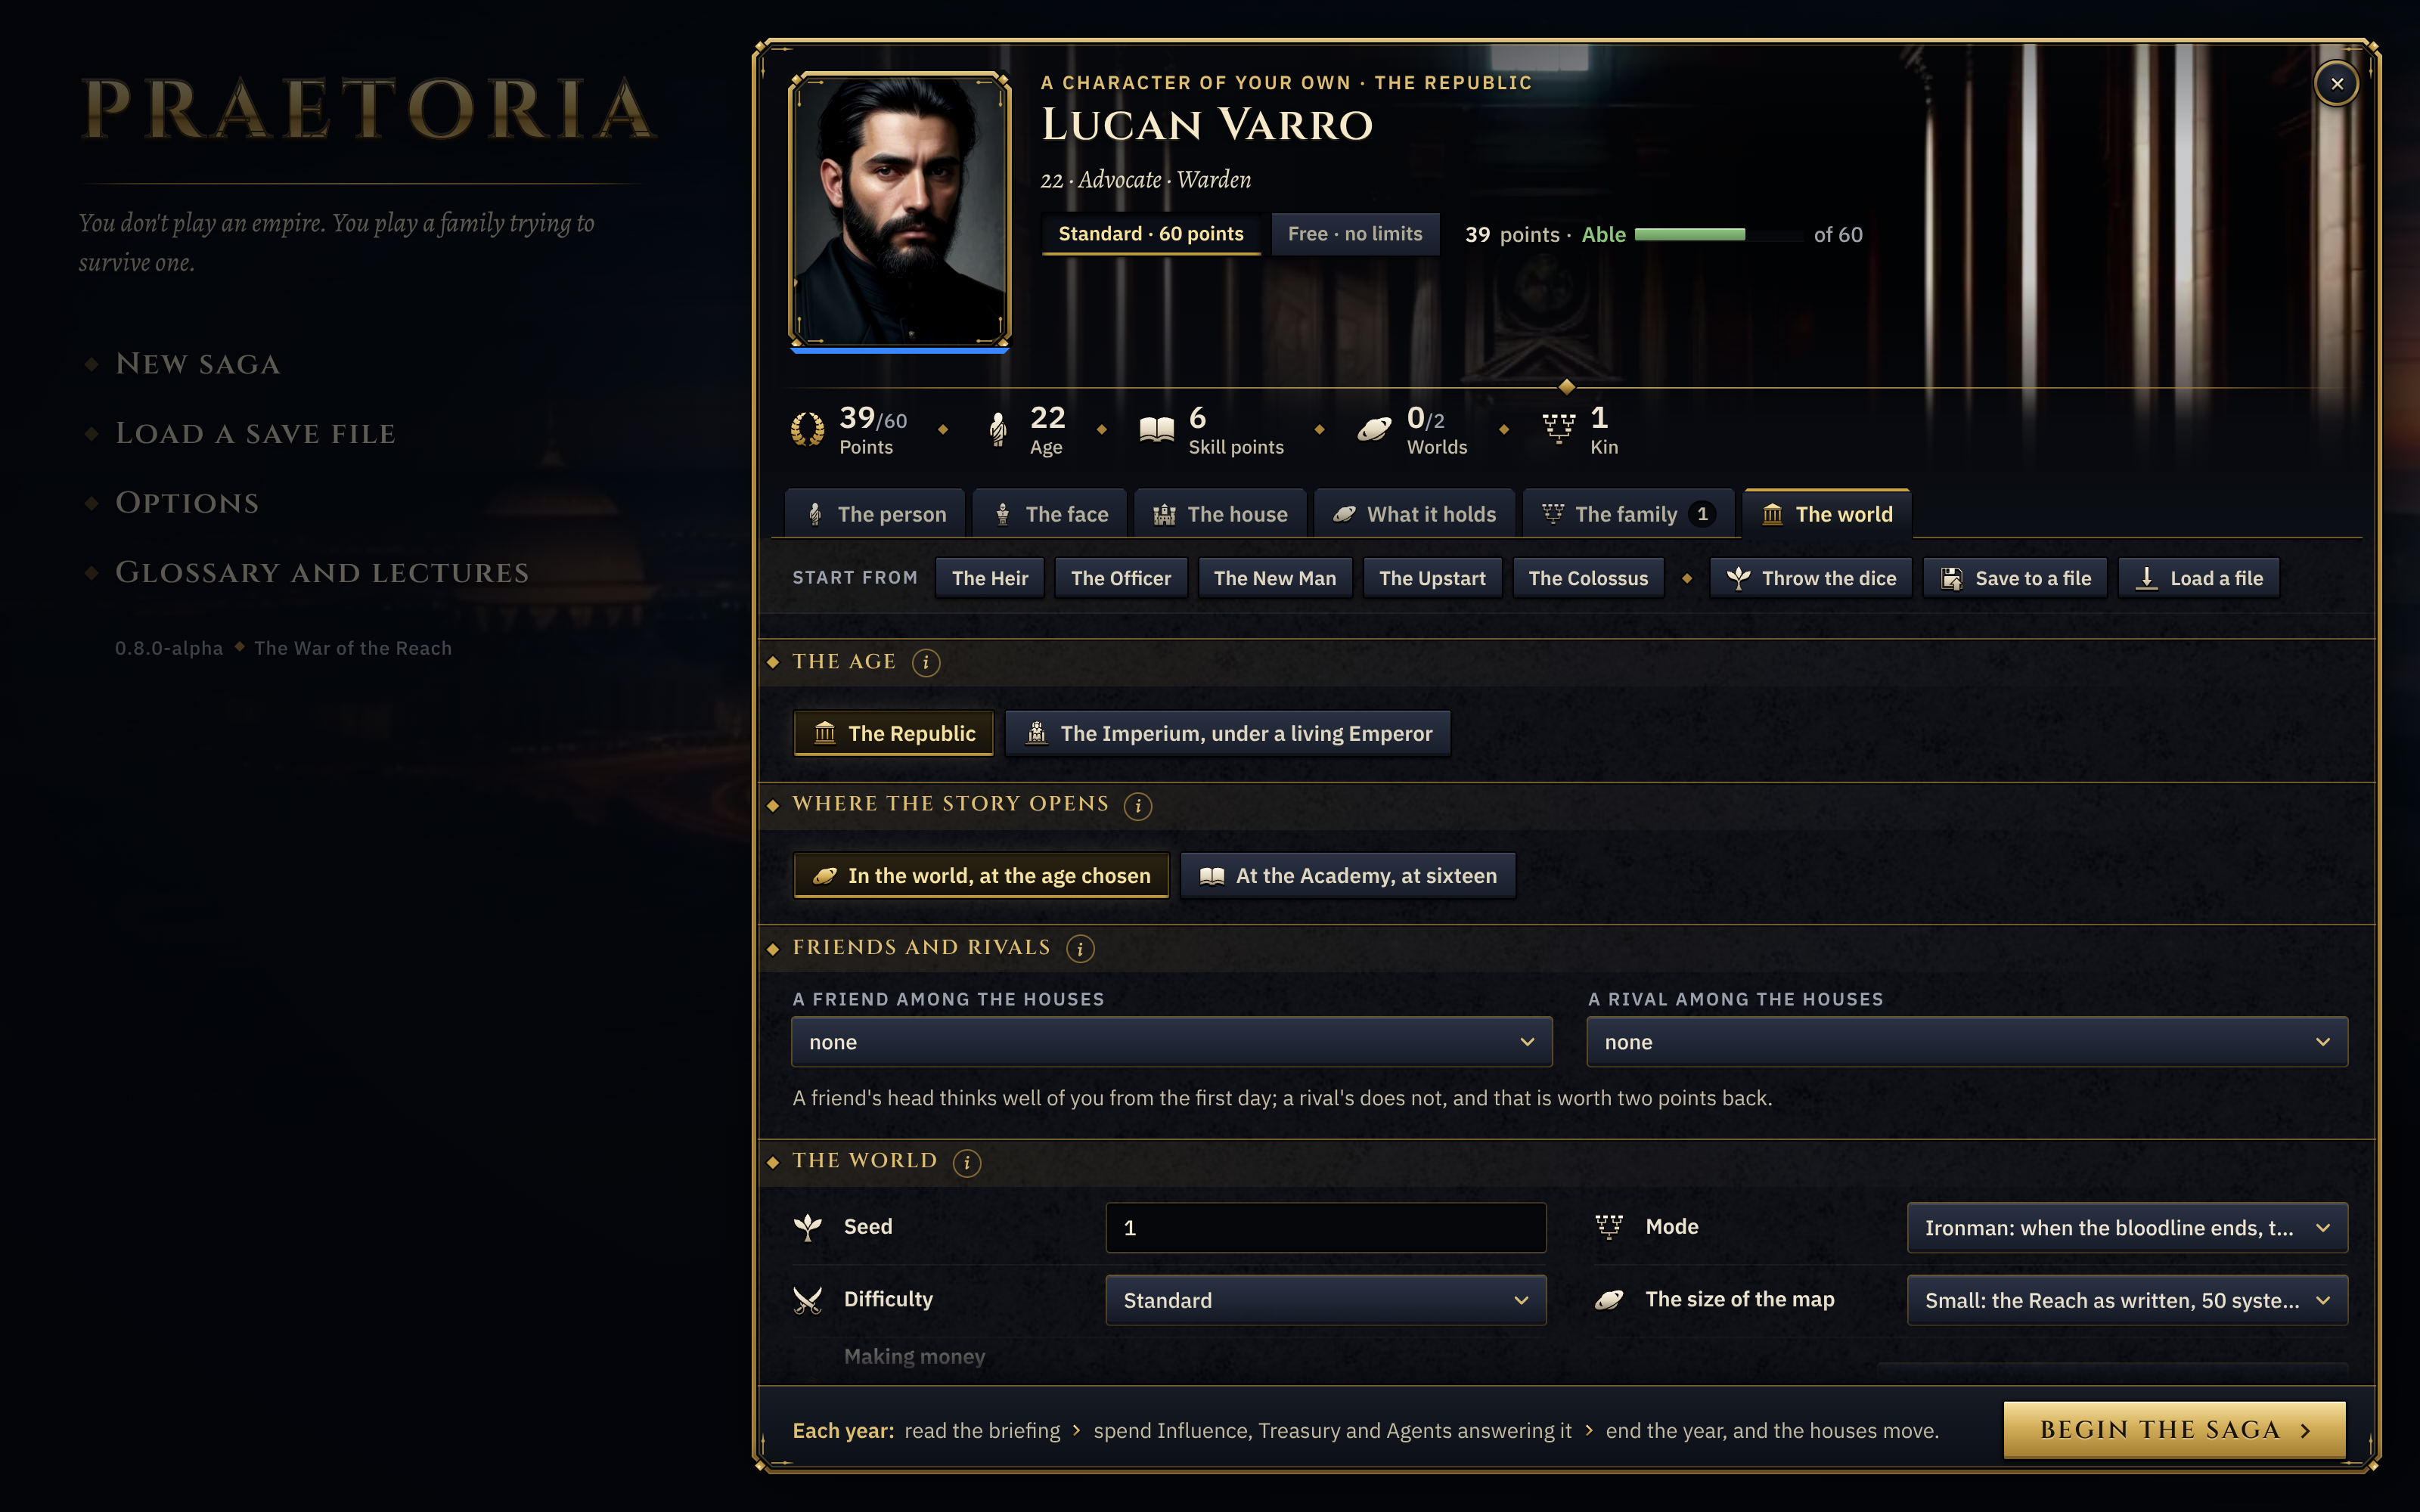 PRAETORIA
You don't play an empire. You play a family trying to
survive one.
NEW SAGA
LOAD A SAVE FILE
OPTIONS
GLOSSARY AND LECTURES
0.8.0-alpha ◆ The War of the Reach
A CHARACTER OF YOUR OWN · THE REPUBLIC
LUCAN VARRO
22 · Advocate · Warden
Standard · 60 points
Free · no limits
39 points · Able
of 60
39/60
Points
22
Age
6
Skill points
0/2
Worlds
1
Kin
The person
The face
The house
What it holds
The family 1
The world
START FROM
The Heir
The Officer
The New Man
The Upstart
The Colossus
Throw the dice
Save to a file
Load a file
THE AGE i
The Republic
The Imperium, under a living Emperor
WHERE THE STORY OPENS i
In the world, at the age chosen
At the Academy, at sixteen
FRIENDS AND RIVALS i
A FRIEND AMONG THE HOUSES
A RIVAL AMONG THE HOUSES
none
none
A friend's head thinks well of you from the first day; a rival's does not, and that is worth two points back.
THE WORLD i
Seed
1
Mode
Ironman: when the bloodline ends, t...
Difficulty
Standard
The size of the map
Small: the Reach as written, 50 syste...
Making money
Each year: read the briefing > spend Influence, Treasury and Agents answering it > end the year, and the houses move.
BEGIN THE SAGA >